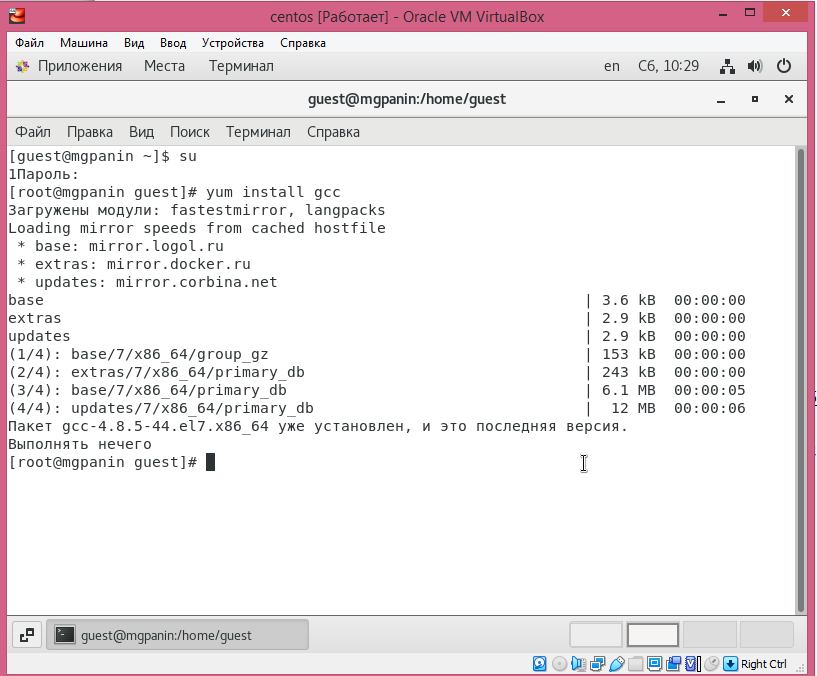 centos [Работает] - Oracle VM VirtualBox
Файл Машина Вид Ввод Устройства Справка
Приложения Места Терминал en Сб, 10:29
guest@mgpanin:/home/guest
Файл Правка Вид Поиск Терминал Справка
[guest@mgpanin ~]$ su
1Пароль:
[root@mgpanin guest]# yum install gcc
Загружены модули: fastestmirror, langpacks
Loading mirror speeds from cached hostfile
 * base: mirror.logol.ru
 * extras: mirror.docker.ru
 * updates: mirror.corbina.net
base | 3.6 kB 00:00:00
extras | 2.9 kB 00:00:00
updates | 2.9 kB 00:00:00
(1/4): base/7/x86_64/group_gz | 153 kB 00:00:00
(2/4): extras/7/x86_64/primary_db | 243 kB 00:00:00
(3/4): base/7/x86_64/primary_db | 6.1 MB 00:00:05
(4/4): updates/7/x86_64/primary_db | 12 MB 00:00:06
Пакет gcc-4.8.5-44.el7.x86_64 уже установлен, и это последняя версия.
Выполнять нечего
[root@mgpanin guest]#
guest@mgpanin:/home/guest
Right Ctrl